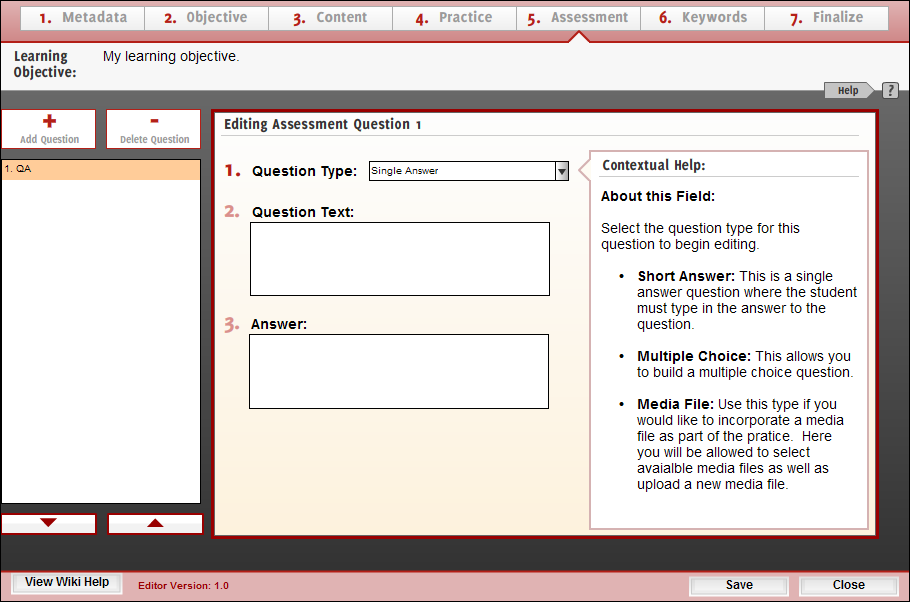 1. Metadata 2. Objective 3. Content 4. Practice 5. Assessment 6. Keywords 7. Finalize
Learning Objective: My learning objective.
Help ?
+ Add Question
- Delete Question
1. QA
Editing Assessment Question 1
1. Question Type: Single Answer
2. Question Text:
3. Answer:
Contextual Help:
About this Field:
Select the question type for this
question to begin editing.
• Short Answer: This is a single
answer question where the student
must type in the answer to the
question.
• Multiple Choice: This allows you
to build a multiple choice question.
• Media File: Use this type if you
would like to incorporate a media
file as part of the pratice. Here
you will be allowed to select
avaialble media files as well as
upload a new media file.
View Wiki Help
Editor Version: 1.0
Save
Close